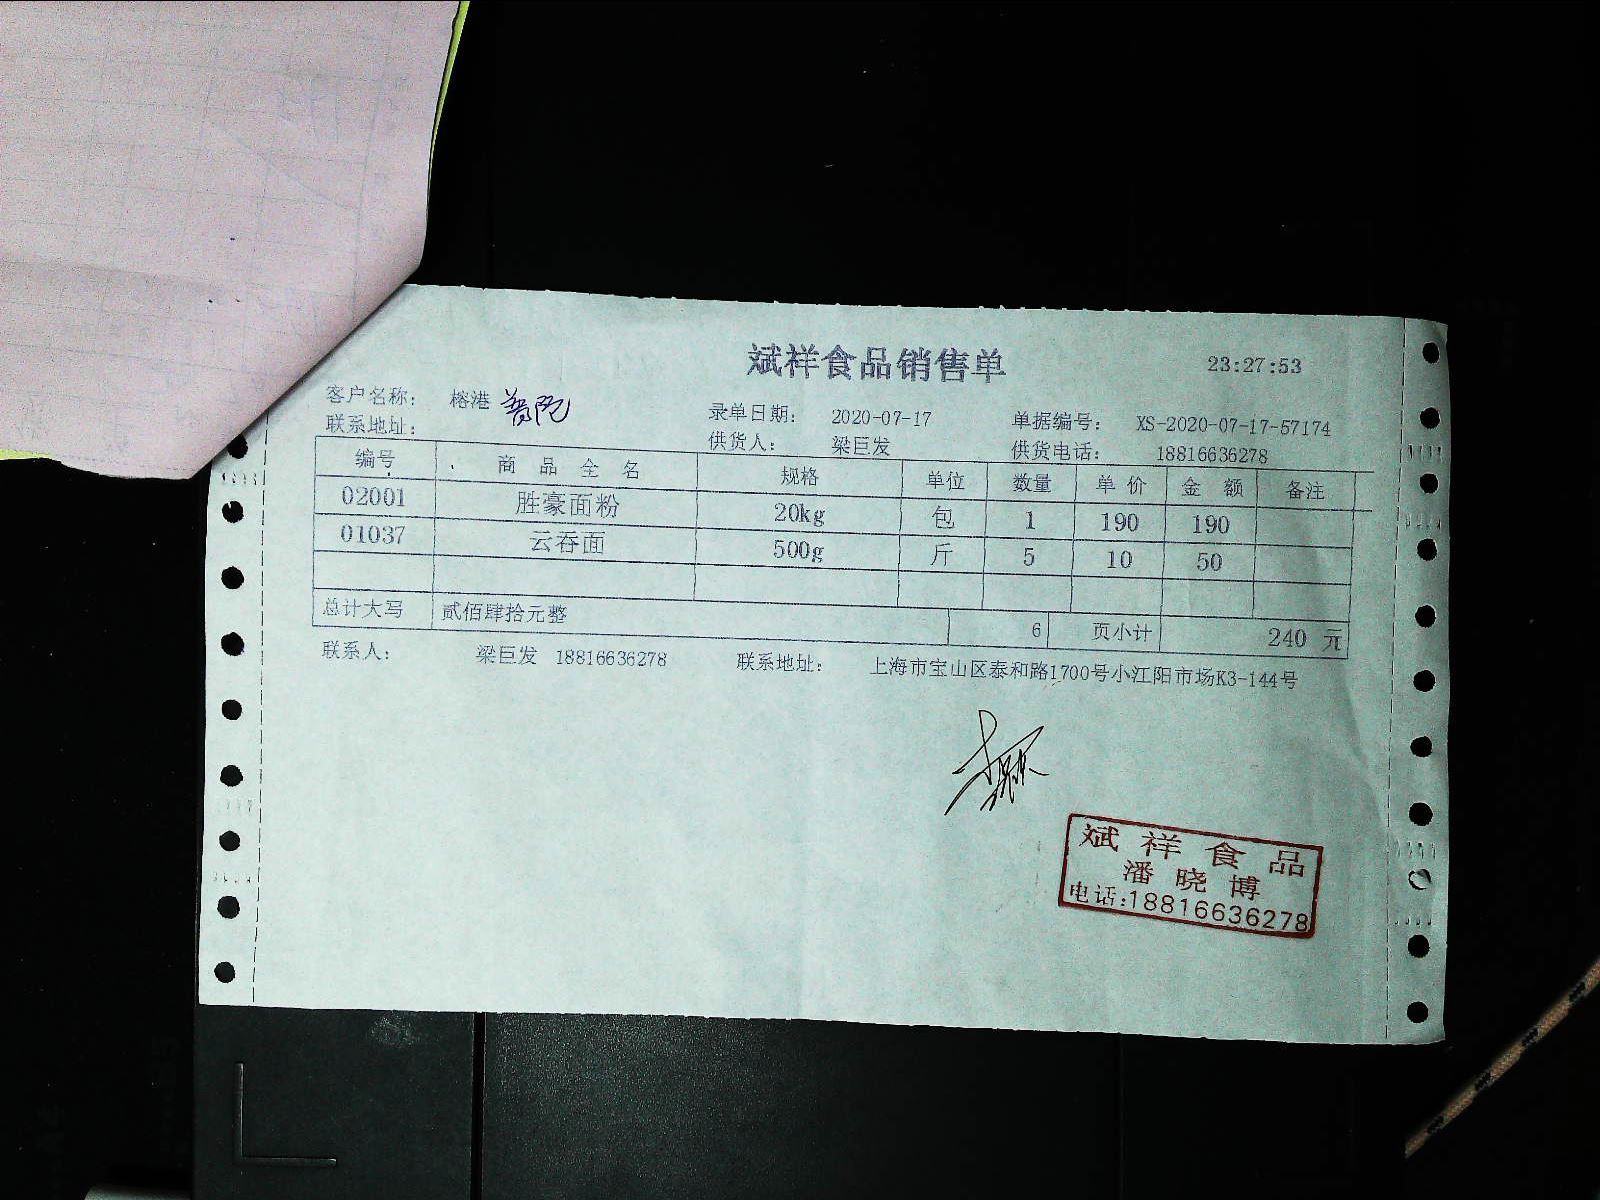 斌祥食品销售单 23:27:53
客户名称： 榕港 普陀 录单日期： 2020-07-17 单据编号： XS-2020-07-17-57174
联系地址： 供货人： 梁巨发 供货电话： 18816636278
编号 商 品 全 名 规格 单位 数量 单 价 金 额 备注
02001 胜豪面粉 20kg 包 1 190 190
01037 云吞面 500g 斤 5 10 50
总计大写 贰佰肆拾元整 6 页小计 240 元
联系人： 梁巨发 18816636278 联系地址： 上海市宝山区泰和路1700号小江阳市场K3-144号
斌祥食品
潘晓博
电话:18816636278